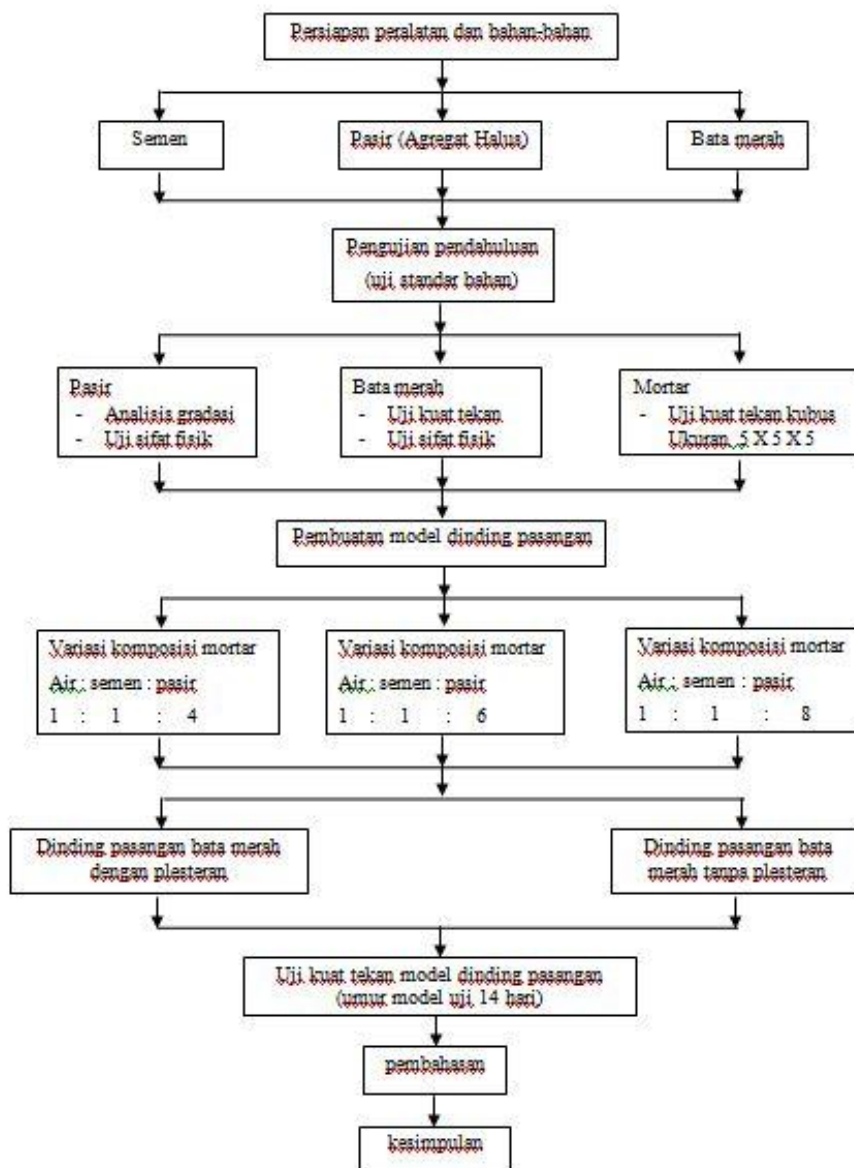 Persiapan peralatan dan bahan-bahan
Semen
Pasir (Agregat Halus)
Bata merah
Pengujian pendahuluan
(uji standar bahan)
Pasir
- Analisis gradasi
- Uji sifat fisik
Bata merah
- Uji kuat tekan
- Uji sifat fisik
Mortar
- Uji kuat tekan kubus
Ukuran 5 X 5 X 5
Pembuatan model dinding pasangan
Variasi komposisi mortar
Air : semen : pasir
1 : 1 : 4
Variasi komposisi mortar
Air : semen : pasir
1 : 1 : 6
Variasi komposisi mortar
Air : semen : pasir
1 : 1 : 8
Dinding pasangan bata merah
dengan plesteran
Dinding pasangan bata
merah tanpa plesteran
Uji kuat tekan model dinding pasangan
(umur model uji 14 hari)
pembahasan
kesimpulan